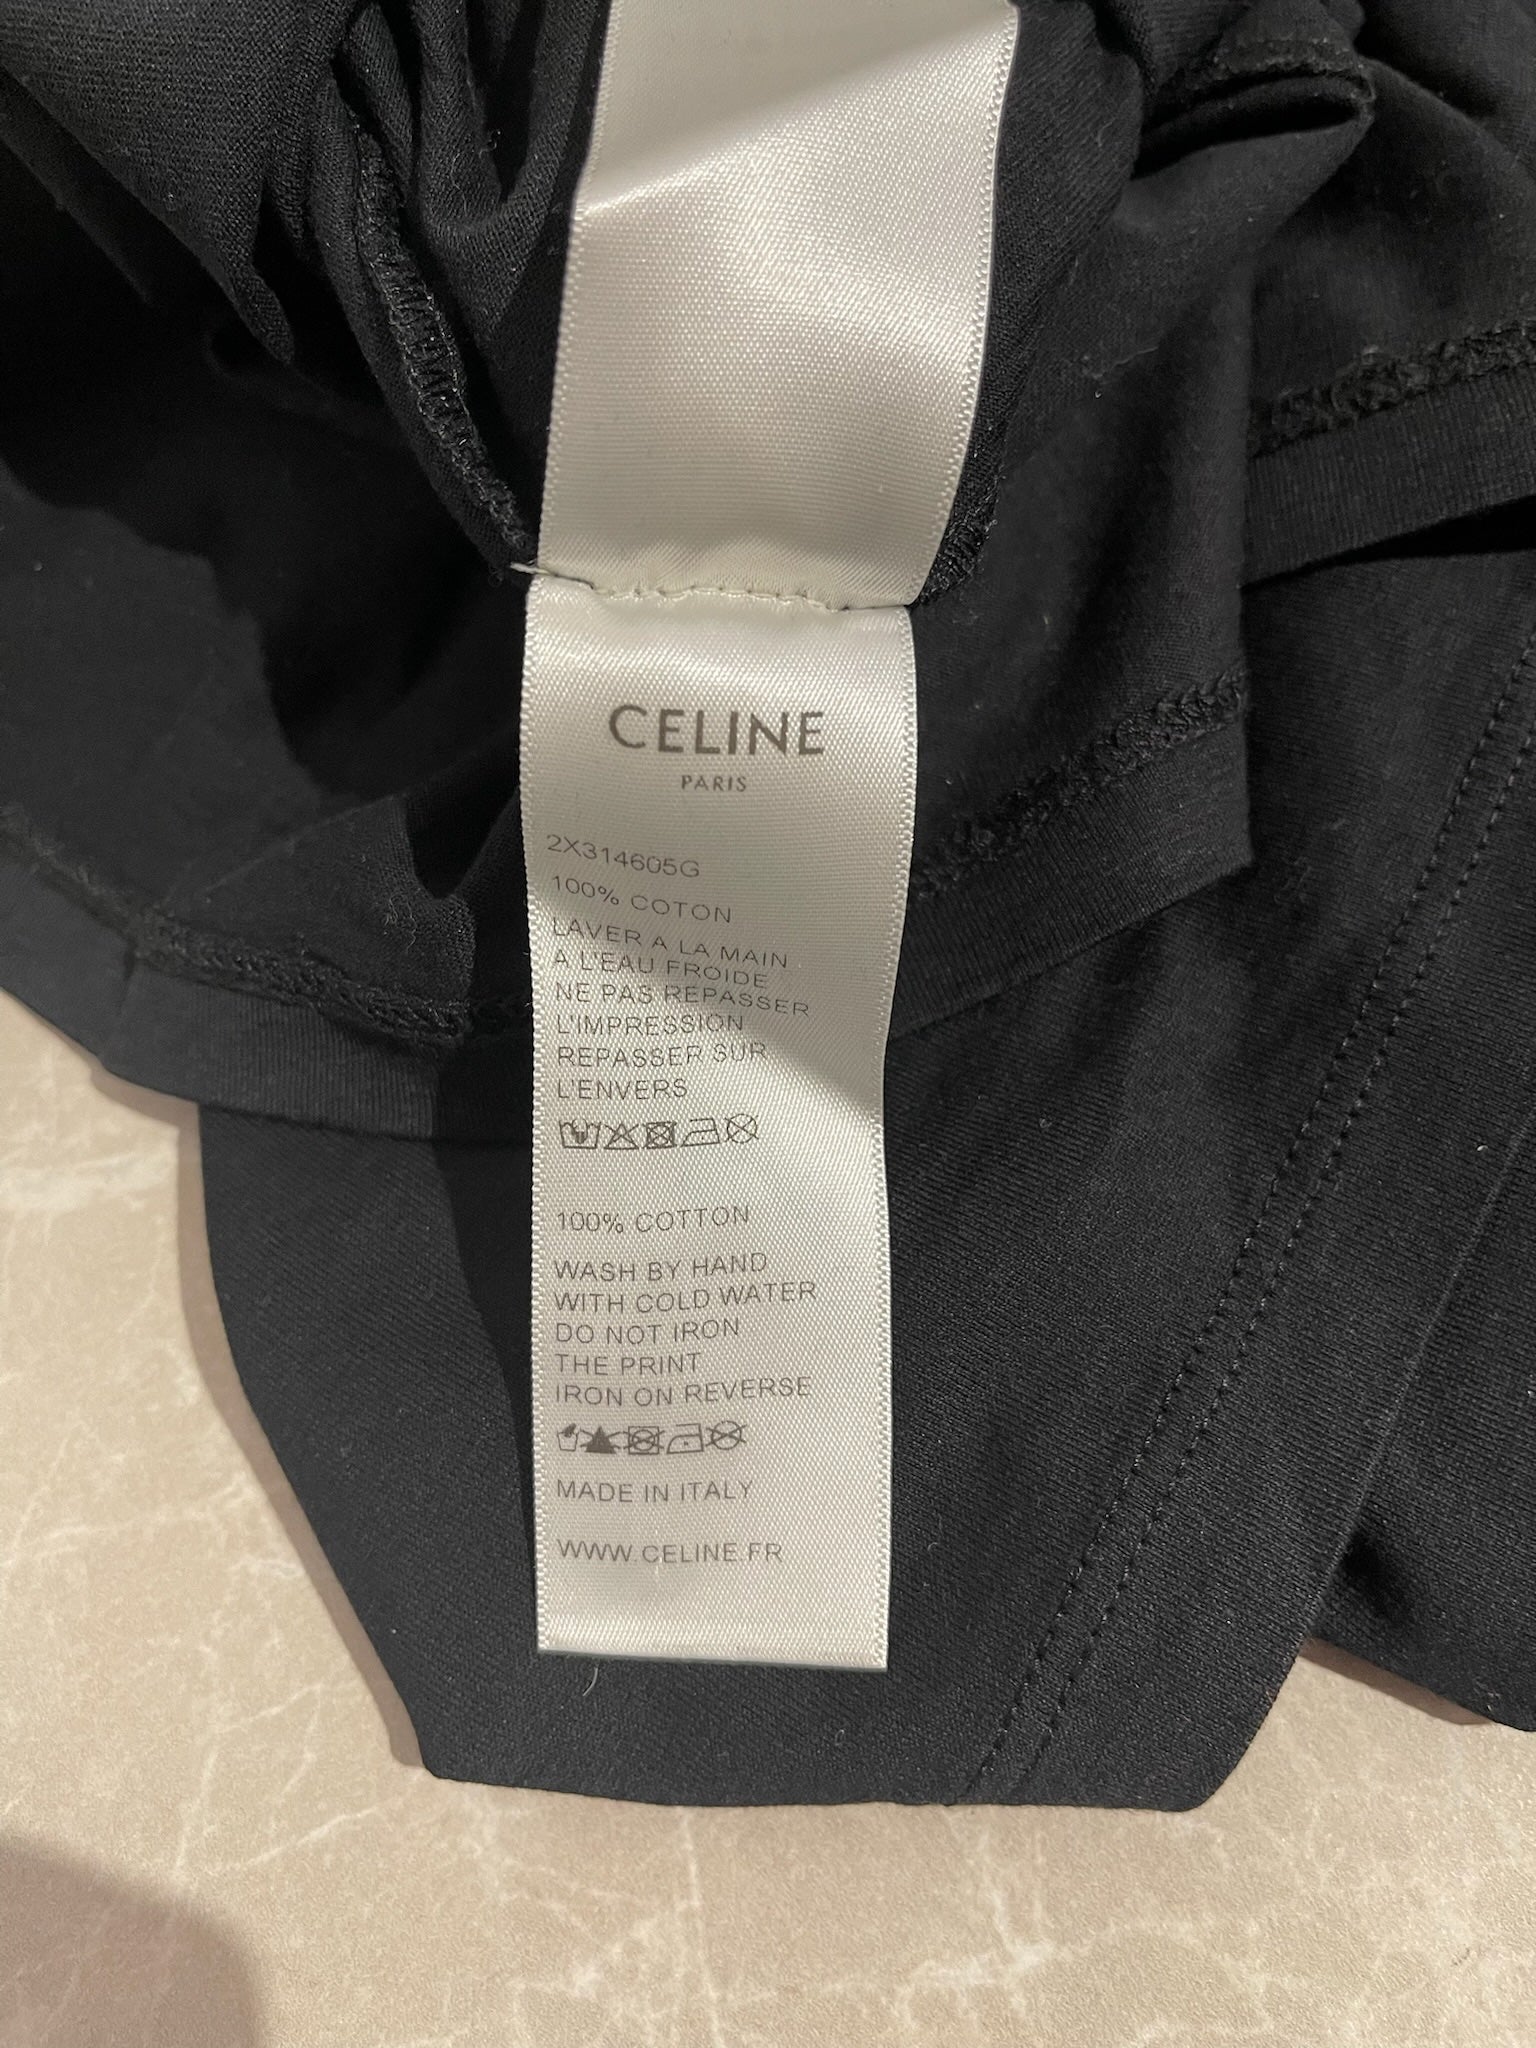 CELINE
PARIS
2X314605G
100% COTON
LAVER A LA MAIN
A L'EAU FROIDE
NE PAS REPASSER
L'IMPRESSION
REPASSER SUR
L'ENVERS
100% COTTON
WASH BY HAND
WITH COLD WATER
DO NOT IRON
THE PRINT
IRON ON REVERSE
MADE IN ITALY
WWW.CELINE.FR